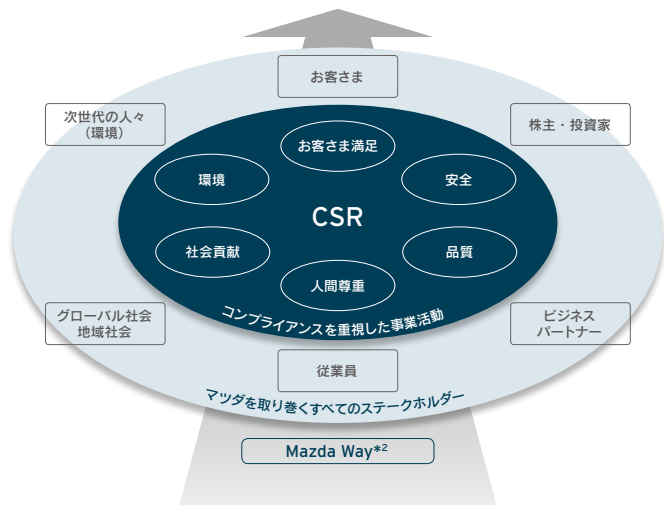 お客さま
次世代の人々
（環境）
株主・投資家
お客さま満足
環境
安全
CSR
社会貢献
品質
人間尊重
コンプライアンスを重視した事業活動
グローバル社会
地域社会
ビジネス
パートナー
従業員
マツダを取り巻くすべてのステークホルダー
Mazda Way*2